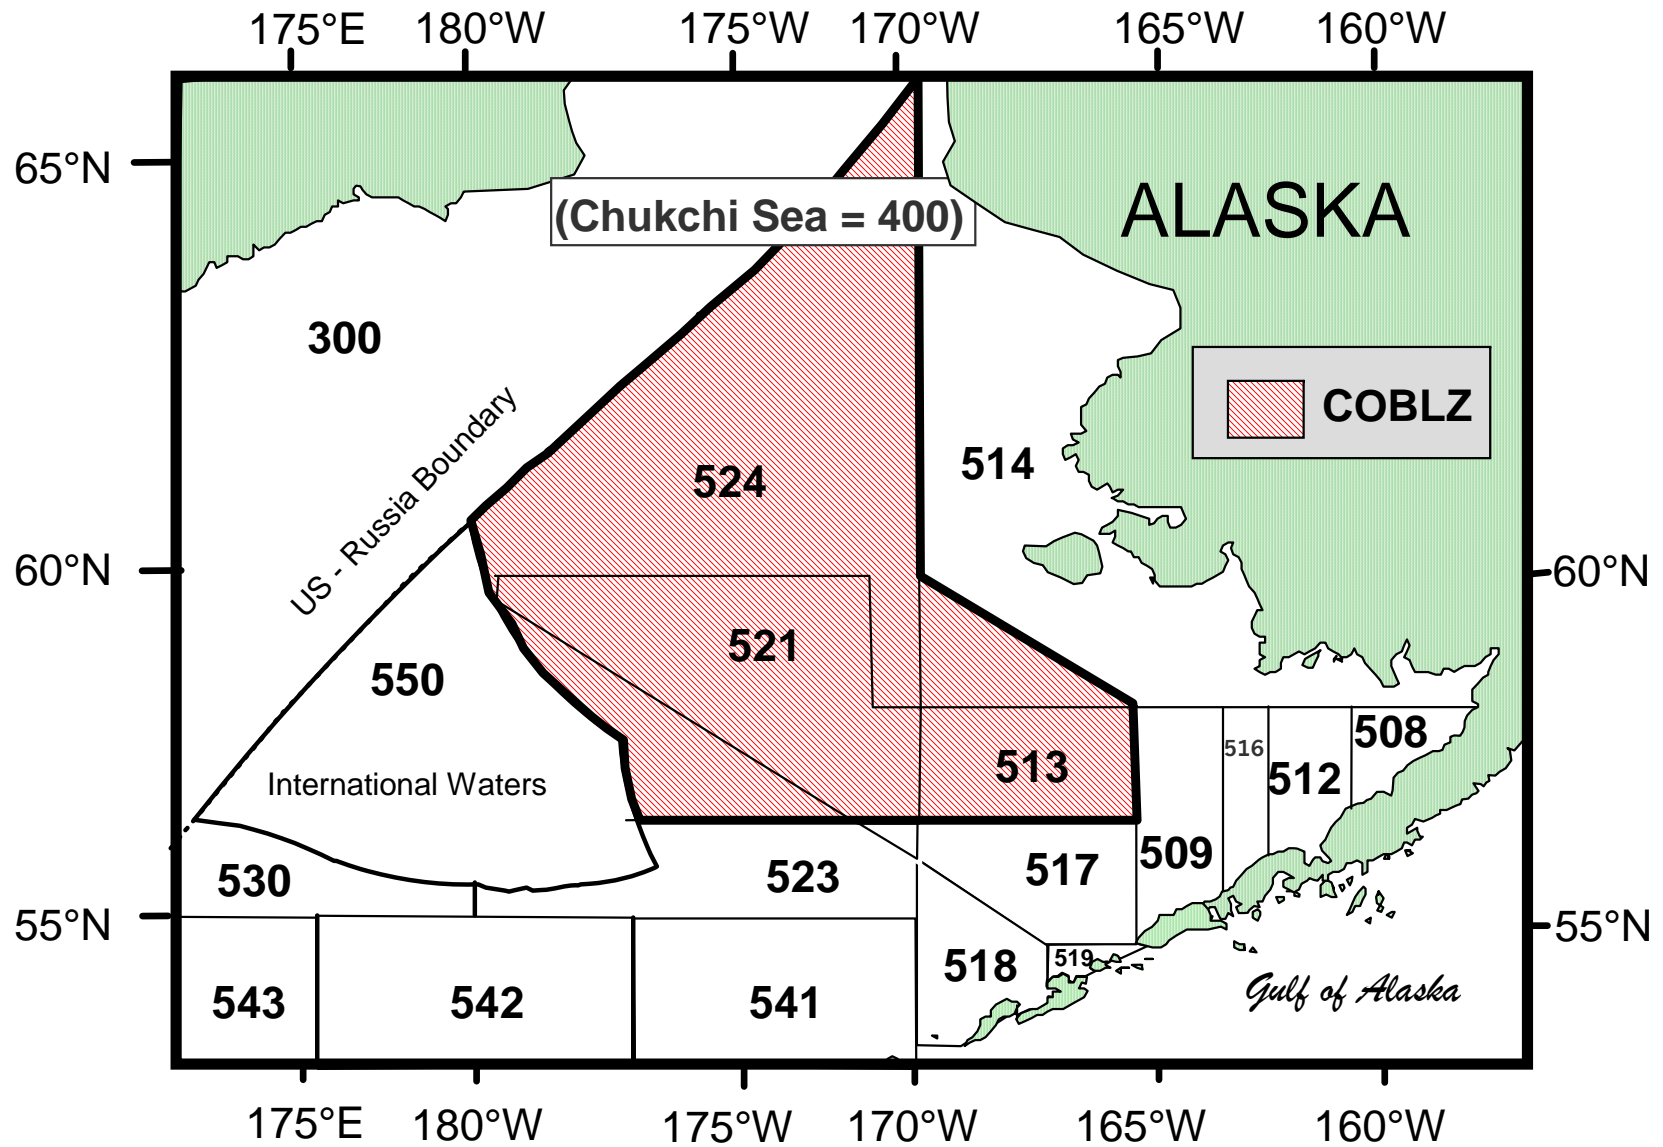 175°E 180°W 175°W 170°W 165°W 160°W
65°N
ALASKA
(Chukchi Sea = 400)
300
COBLZ
US - Russia Boundary
514
524
60°N
60°N
521
550
508
516
513
512
International Waters
509
517
523
530
55°N
55°N
519
518
Gulf of Alaska
543
542
541
175°E 180°W 175°W 170°W 165°W 160°W